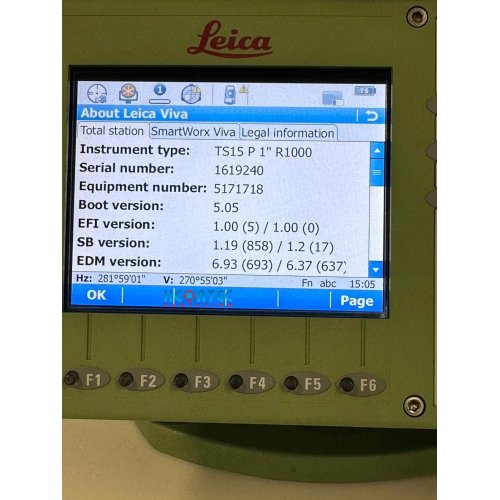 Leica
TS
About Leica Viva
Total station SmartWorx Viva Legal information
Instrument type: TS15 P 1" R1000
Serial number: 1619240
Equipment number: 5171718
Boot version: 5.05
EFI version: 1.00 (5) / 1.00 (0)
SB version: 1.19 (858) / 1.2 (17)
EDM version: 6.93 (693) / 6.37 (637)
Hz: 281°59'01" V: 270°55'03" Fn abc 15:05
OK Page
F1 F2 F3 F4 F5 F6